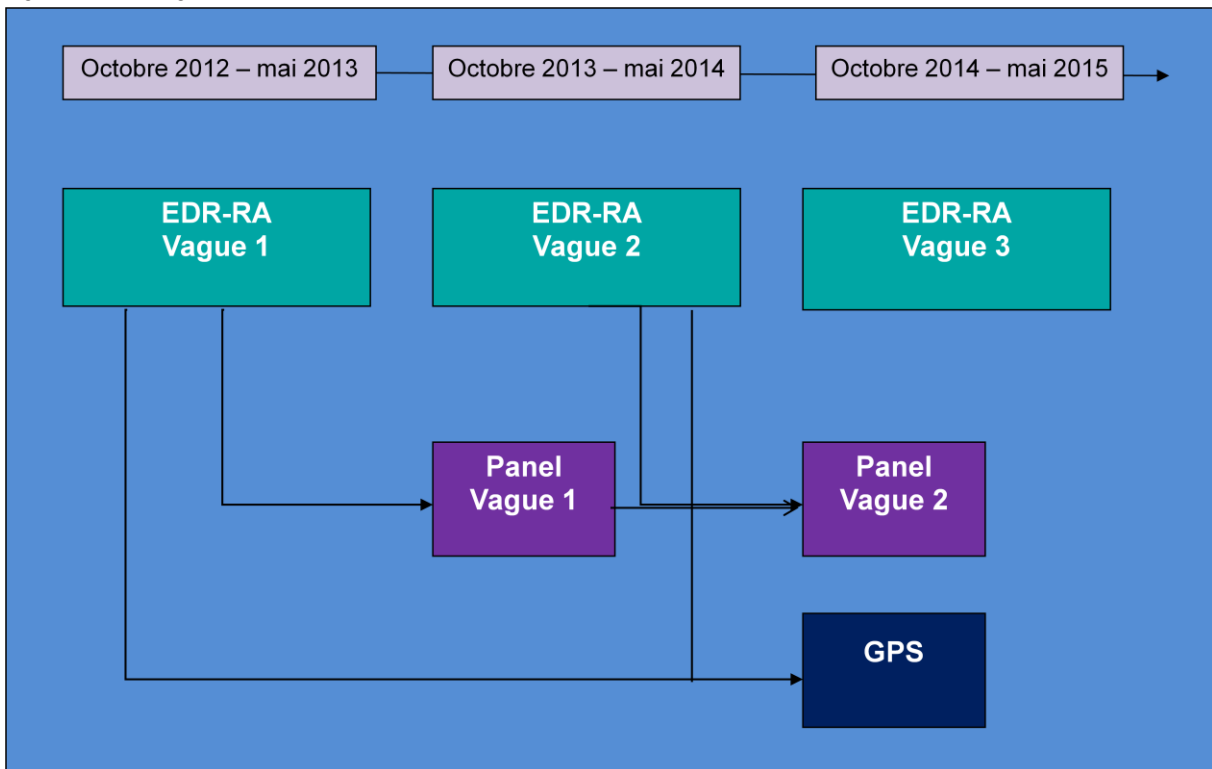 Octobre 2012 – mai 2013
Octobre 2013 – mai 2014
Octobre 2014 – mai 2015
EDR-RA
Vague 1
EDR-RA
Vague 2
EDR-RA
Vague 3
Panel
Vague 1
Panel
Vague 2
GPS